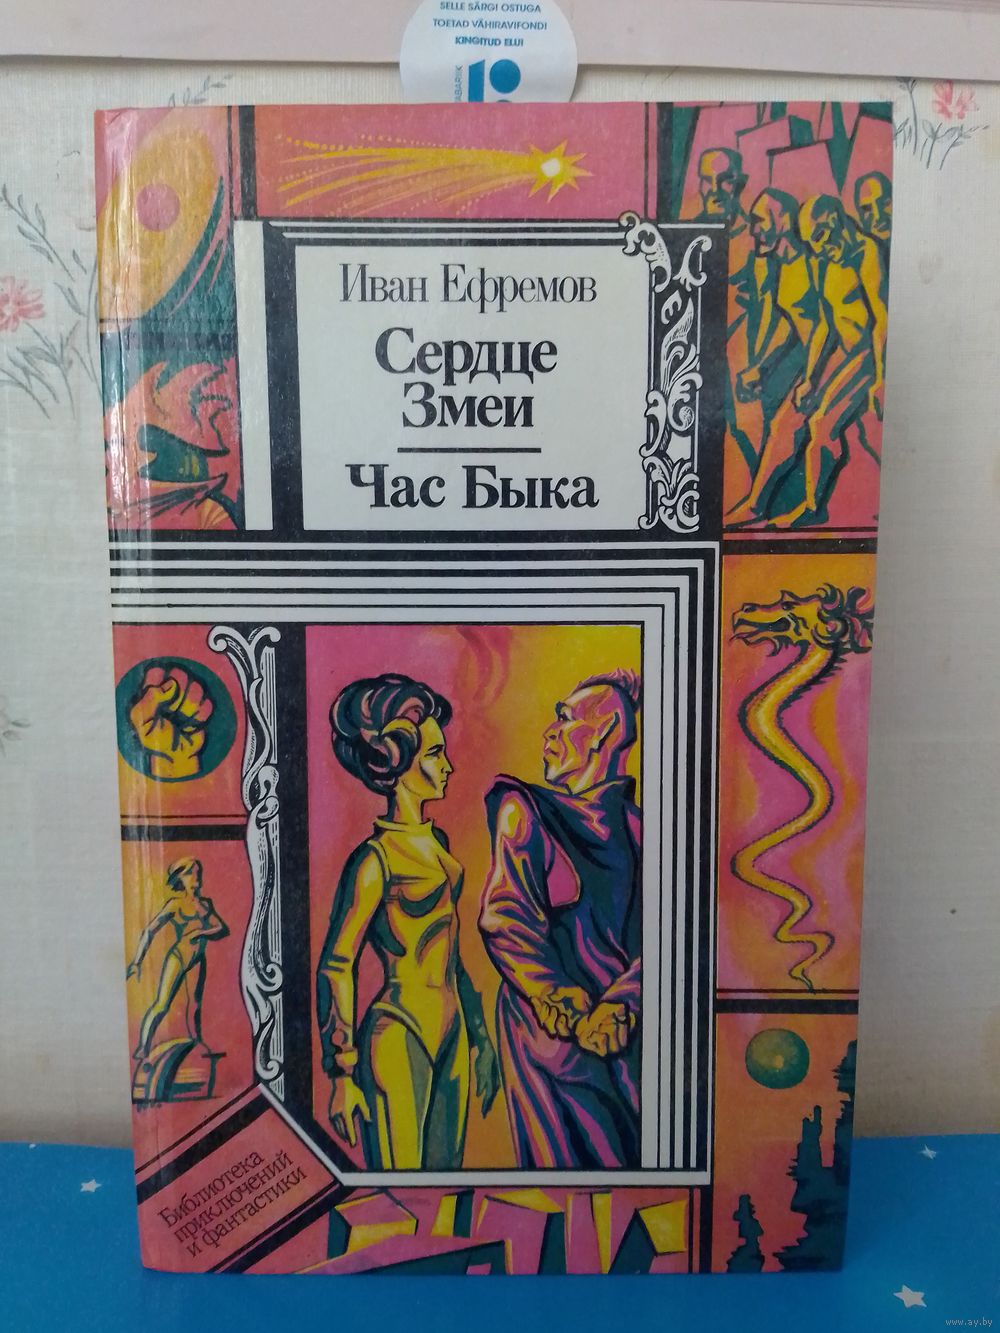 SELLE SÄRGI OSTUGA
TOETAD VÄHIRAVIFONDI
KINGITUD ELU!
Иван Ефремов
Сердце
Змеи
Час Быка
Библиотека
приключений
и фантастики
www.ay.by